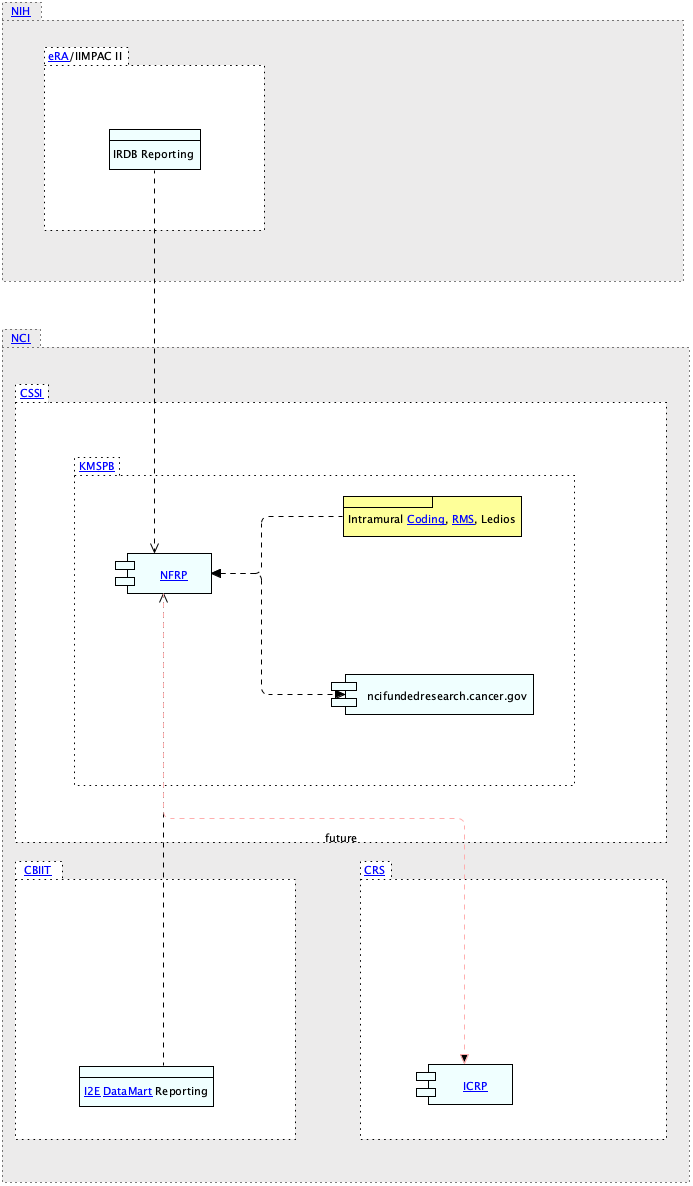 NIH
eRA/IIMPAC II
IRDB Reporting
NCI
CSSI
KMSPB
Intramural Coding, RMS, Ledios
NFRP
ncifundedresearch.cancer.gov
future
CBIIT
CRS
I2E DataMart Reporting
ICRP